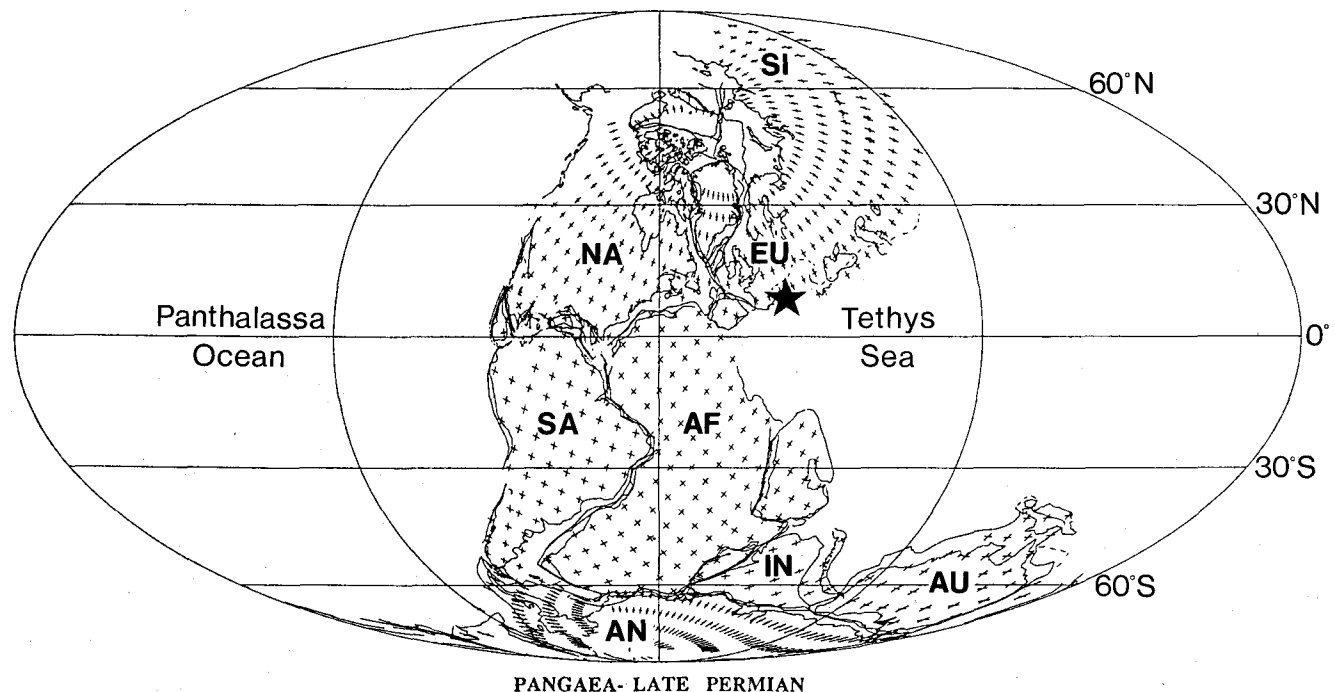 SI
60°N
30°N
NA
EU
Panthalassa
Ocean
Tethys
Sea
0°
SA
AF
30°S
IN
AU
60°S
AN
PANGAEA- LATE PERMIAN